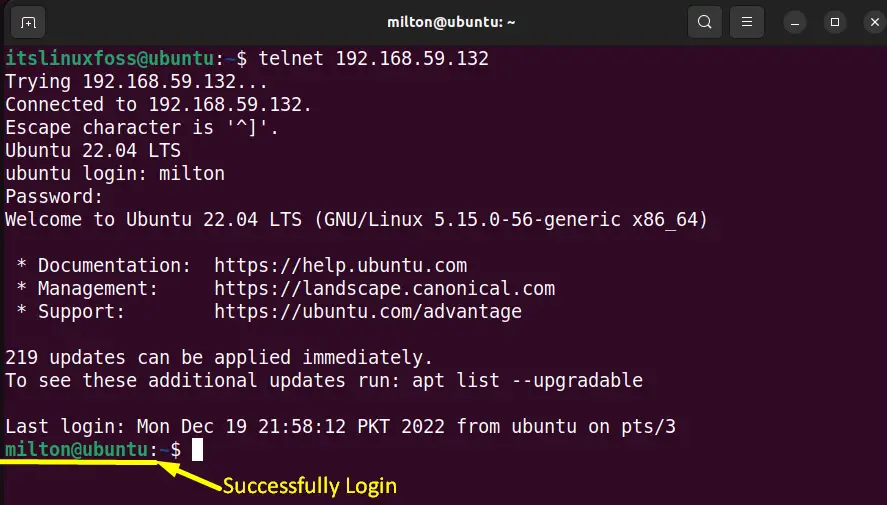 milton@ubuntu: ~
itslinuxfoss@ubuntu:~$ telnet 192.168.59.132
Trying 192.168.59.132...
Connected to 192.168.59.132.
Escape character is '^]'.
Ubuntu 22.04 LTS
ubuntu login: milton
Password:
Welcome to Ubuntu 22.04 LTS (GNU/Linux 5.15.0-56-generic x86_64)
 * Documentation:  https://help.ubuntu.com
 * Management:     https://landscape.canonical.com
 * Support:        https://ubuntu.com/advantage
219 updates can be applied immediately.
To see these additional updates run: apt list --upgradable
Last login: Mon Dec 19 21:58:12 PKT 2022 from ubuntu on pts/3
milton@ubuntu:~$
Successfully Login